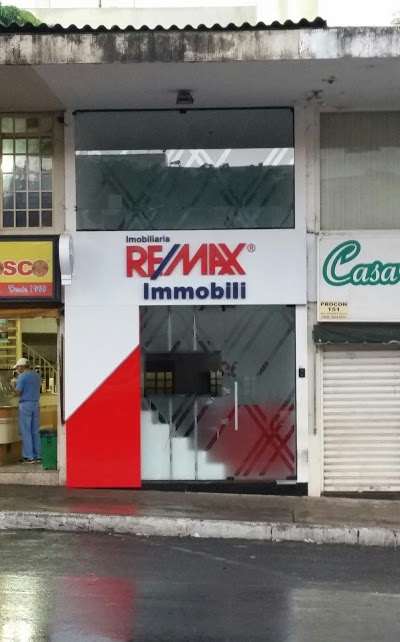 Imobiliária
RE/MAX®
Immobili
OSCO
Desde 1990
Casa
PROCON
151